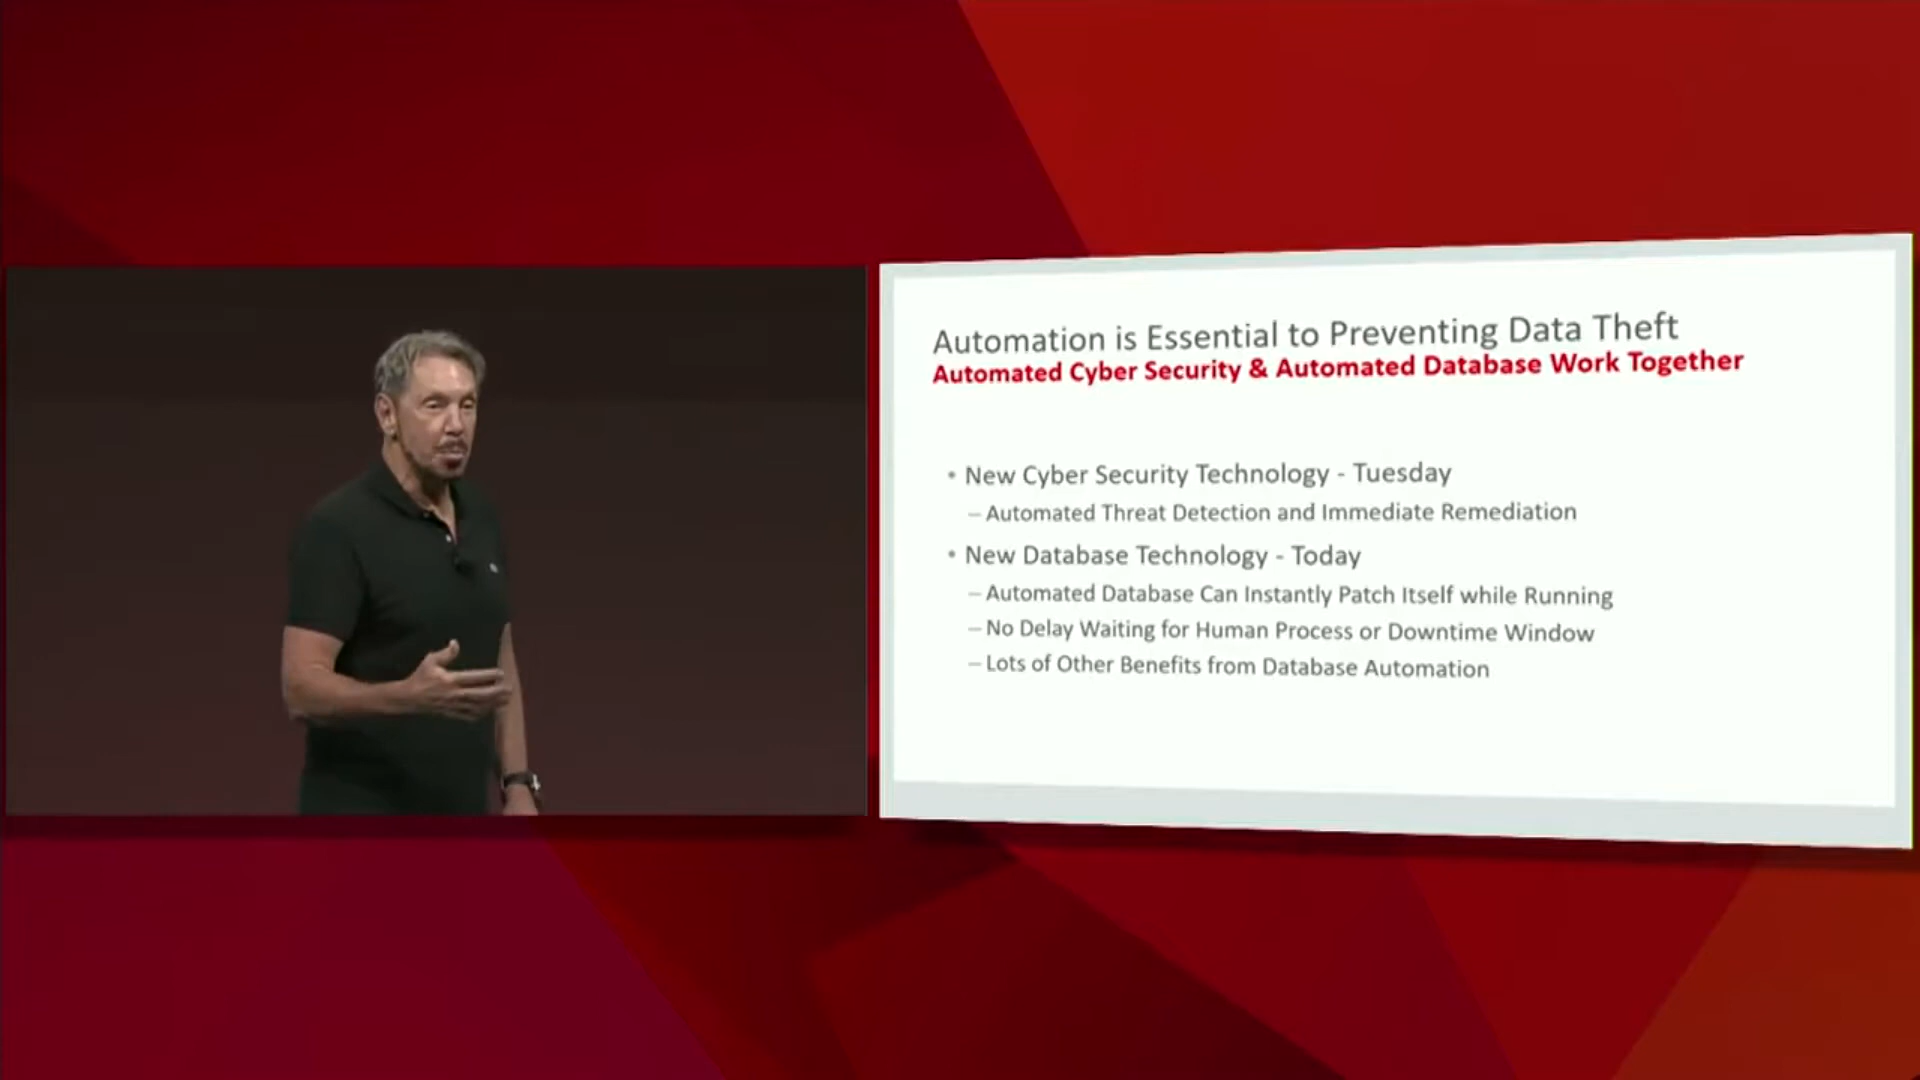 Automation is Essential to Preventing Data Theft
Automated Cyber Security & Automated Database Work Together
• New Cyber Security Technology - Tuesday
– Automated Threat Detection and Immediate Remediation
• New Database Technology - Today
– Automated Database Can Instantly Patch Itself while Running
– No Delay Waiting for Human Process or Downtime Window
– Lots of Other Benefits from Database Automation